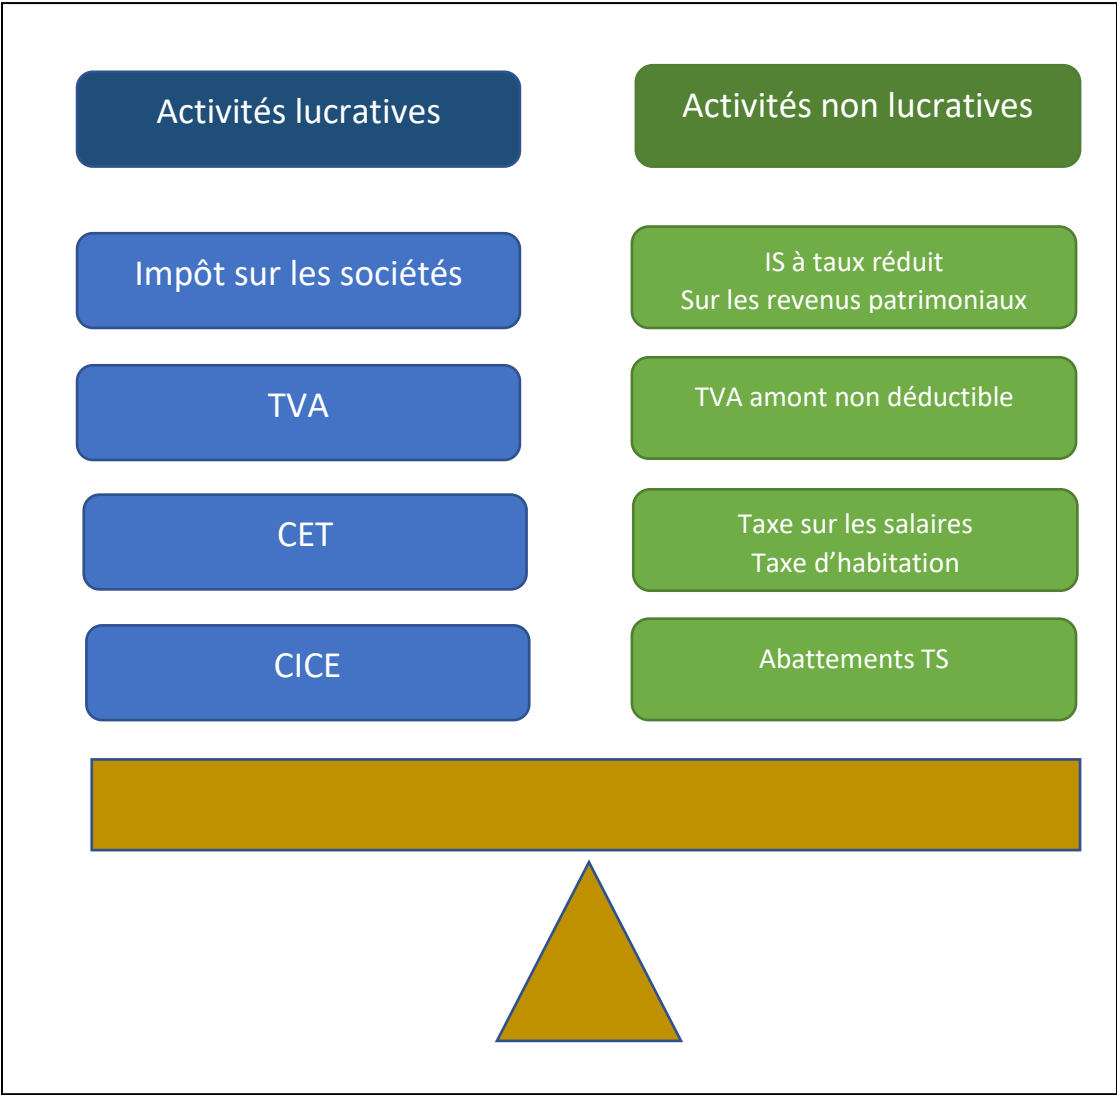 Activités lucratives
Activités non lucratives
Impôt sur les sociétés
IS à taux réduit
Sur les revenus patrimoniaux
TVA
TVA amont non déductible
CET
Taxe sur les salaires
Taxe d’habitation
CICE
Abattements TS